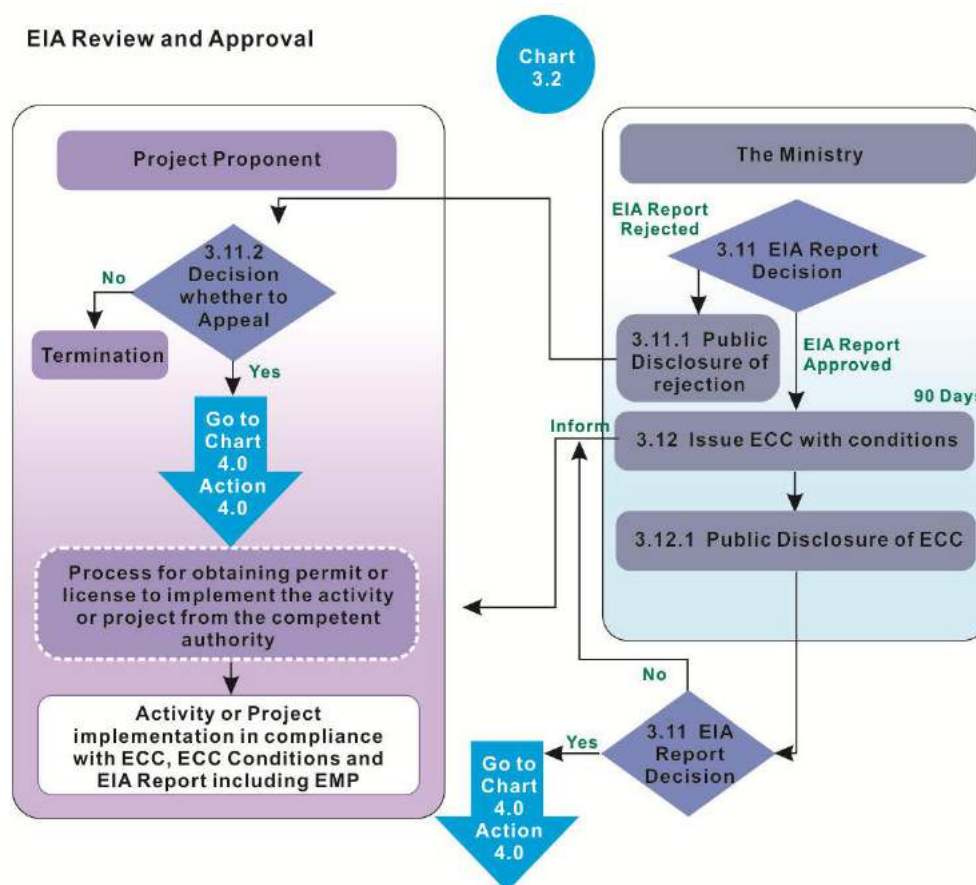 EIA Review and Approval
Chart
3.2
Project Proponent
3.11.2
Decision
whether to
Appeal
No
Termination
Yes
Go to
Chart
4.0
Action
4.0
Process for obtaining permit or
license to implement the activity
or project from the competent
authority
Activity or Project
implementation in compliance
with ECC, ECC Conditions and
EIA Report including EMP
The Ministry
EIA Report
Rejected
3.11 EIA Report
Decision
3.11.1 Public
Disclosure of
rejection
EIA Report
Approved
90 Days
Inform
3.12 Issue ECC with conditions
3.12.1 Public Disclosure of ECC
No
3.11 EIA
Report
Decision
Yes
Go to
Chart
4.0
Action
4.0